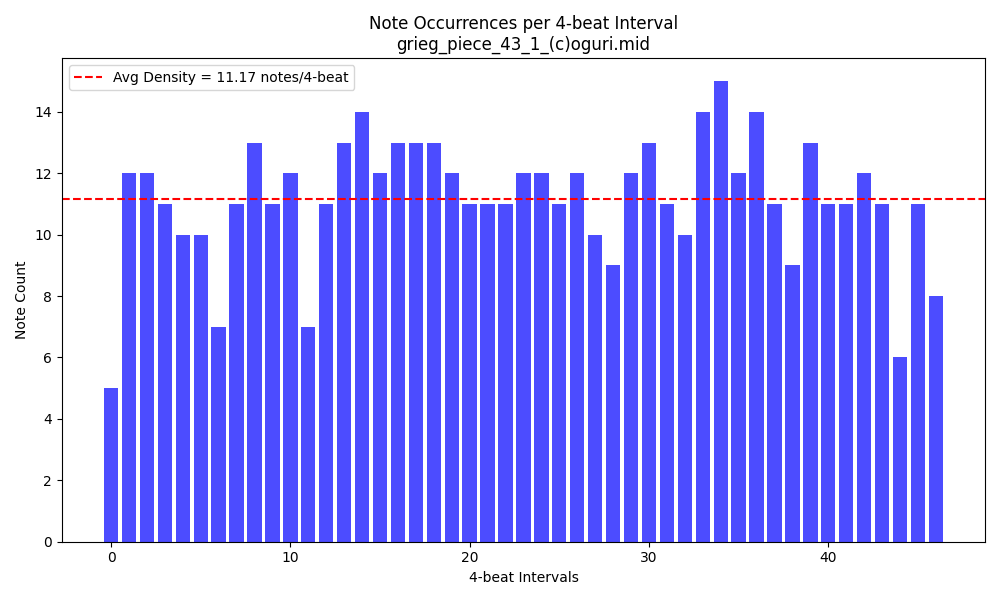 Note Occurrences per 4-beat Interval
grieg_piece_43_1_(c)oguri.mid
Avg Density = 11.17 notes/4-beat
14
12
10
8
6
4
2
0
Note Count
0 10 20 30 40
4-beat Intervals